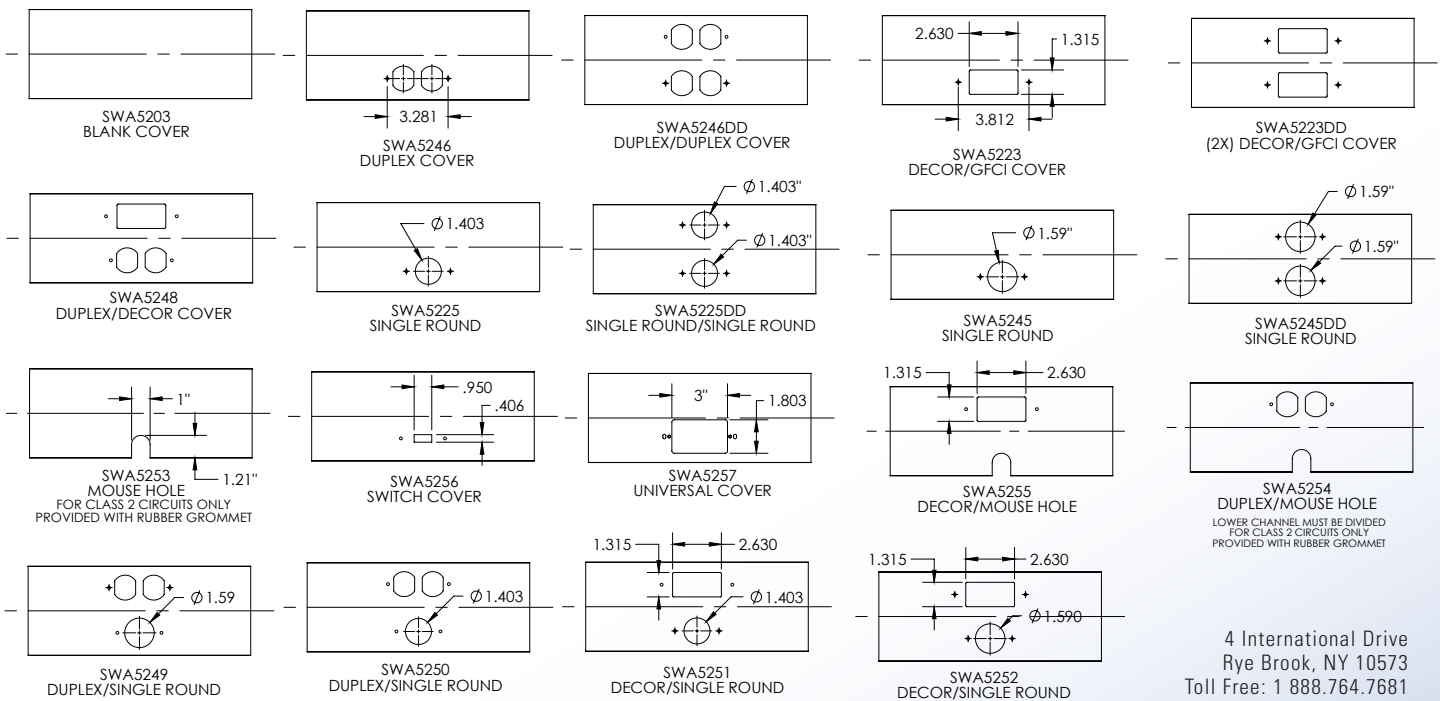 SWA5203
BLANK COVER
3.281
SWA5246
DUPLEX COVER
SWA5246DD
DUPLEX/DUPLEX COVER
2.630
1.315
3.812
SWA5223
DECOR/GFCI COVER
SWA5223DD
(2X) DECOR/GFCI COVER
SWA5248
DUPLEX/DECOR COVER
Ø1.403
SWA5225
SINGLE ROUND
Ø1.403"
Ø1.403"
SWA5225DD
SINGLE ROUND/SINGLE ROUND
Ø1.59"
SWA5245
SINGLE ROUND
Ø1.59"
Ø1.59"
SWA5245DD
SINGLE ROUND
1"
1.21"
SWA5253
MOUSE HOLE
FOR CLASS 2 CIRCUITS ONLY
PROVIDED WITH RUBBER GROMMET
.950
.406
SWA5256
SWITCH COVER
3"
1.803
SWA5257
UNIVERSAL COVER
1.315
2.630
SWA5255
DECOR/MOUSE HOLE
SWA5254
DUPLEX/MOUSE HOLE
LOWER CHANNEL MUST BE DIVIDED
FOR CLASS 2 CIRCUITS ONLY
PROVIDED WITH RUBBER GROMMET
Ø1.59
SWA5249
DUPLEX/SINGLE ROUND
Ø1.403
SWA5250
DUPLEX/SINGLE ROUND
1.315
2.630
Ø1.403
SWA5251
DECOR/SINGLE ROUND
1.315
2.630
Ø1.590
SWA5252
DECOR/SINGLE ROUND
4 International Drive
Rye Brook, NY 10573
Toll Free: 1 888.764.7681